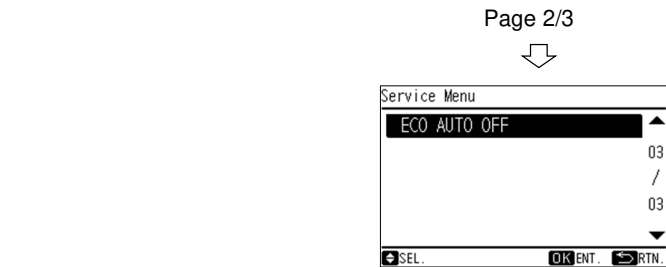 Page 2/3
Service Menu
ECO AUTO OFF
03
/
03
SEL. OK ENT. RTN.